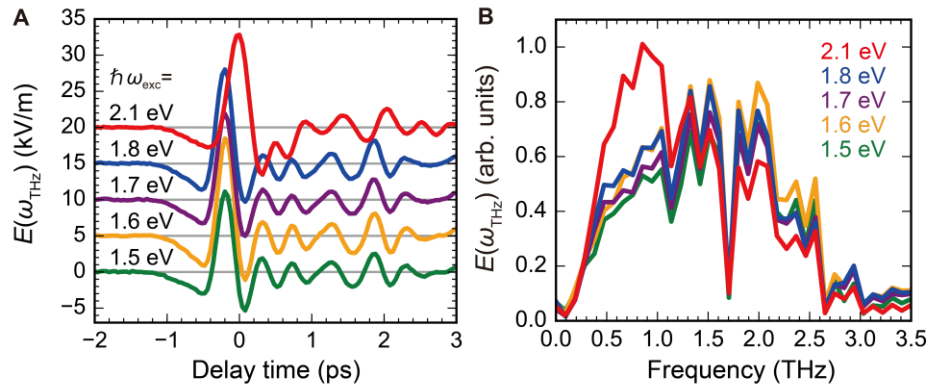 A
E(ω_THz) (kV/m)
35
30
25
20
15
10
5
0
−5
ℏω_exc=
2.1 eV
1.8 eV
1.7 eV
1.6 eV
1.5 eV
−2 −1 0 1 2 3
Delay time (ps)
B
E(ω_THz) (arb. units)
1.0
0.8
0.6
0.4
0.2
0.0
2.1 eV
1.8 eV
1.7 eV
1.6 eV
1.5 eV
0.0 0.5 1.0 1.5 2.0 2.5 3.0 3.5
Frequency (THz)